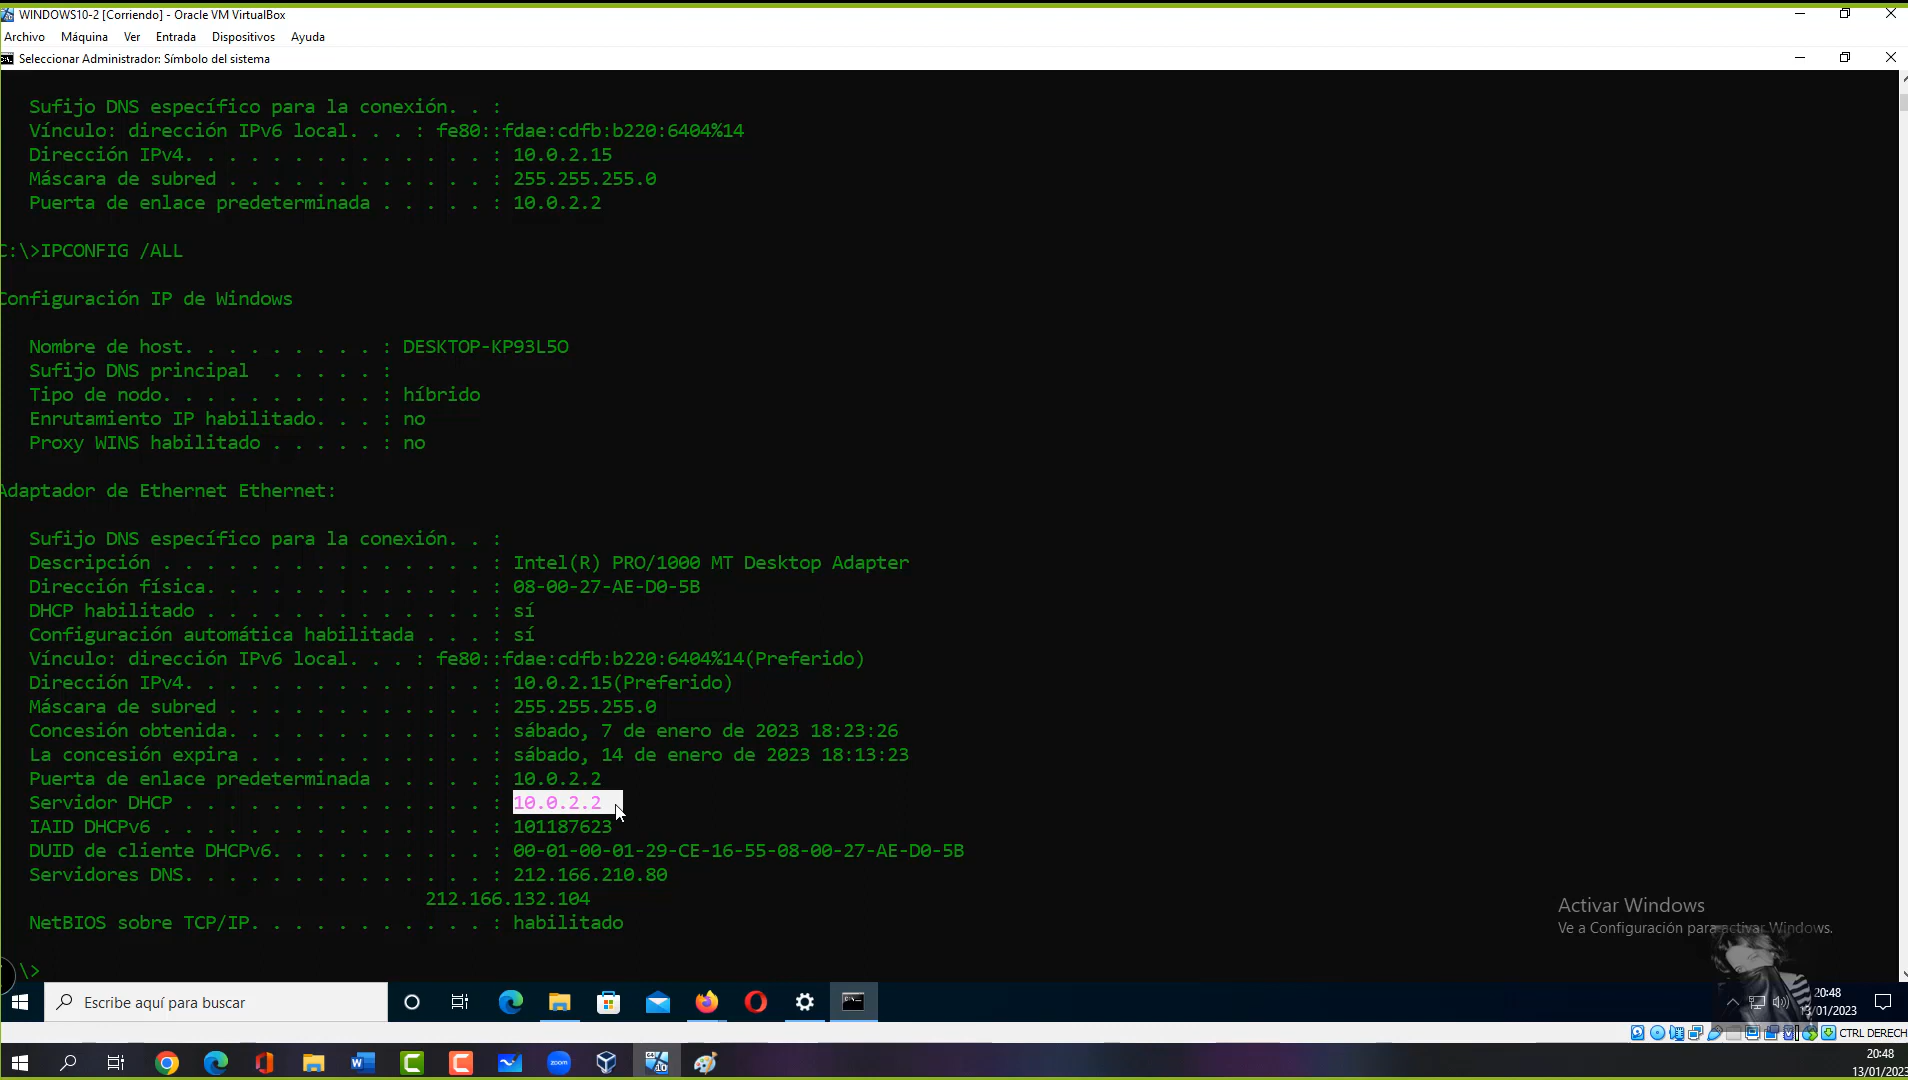 WINDOWS10-2 [Corriendo] - Oracle VM VirtualBox
Archivo Máquina Ver Entrada Dispositivos Ayuda
Seleccionar Administrador: Símbolo del sistema
Sufijo DNS específico para la conexión. . :
Vínculo: dirección IPv6 local. . . : fe80::fdae:cdfb:b220:6404%14
Dirección IPv4. . . . . . . . . . . . . . : 10.0.2.15
Máscara de subred . . . . . . . . . . . . : 255.255.255.0
Puerta de enlace predeterminada . . . . . : 10.0.2.2
C:\>IPCONFIG /ALL
Configuración IP de Windows
Nombre de host. . . . . . . . . : DESKTOP-KP93L5O
Sufijo DNS principal . . . . . :
Tipo de nodo. . . . . . . . . . : híbrido
Enrutamiento IP habilitado. . . : no
Proxy WINS habilitado . . . . . : no
Adaptador de Ethernet Ethernet:
Sufijo DNS específico para la conexión. . :
Descripción . . . . . . . . . . . . . . . : Intel(R) PRO/1000 MT Desktop Adapter
Dirección física. . . . . . . . . . . . . : 08-00-27-AE-D0-5B
DHCP habilitado . . . . . . . . . . . . . : sí
Configuración automática habilitada . . . : sí
Vínculo: dirección IPv6 local. . . : fe80::fdae:cdfb:b220:6404%14(Preferido)
Dirección IPv4. . . . . . . . . . . . . . : 10.0.2.15(Preferido)
Máscara de subred . . . . . . . . . . . . : 255.255.255.0
Concesión obtenida. . . . . . . . . . . . : sábado, 7 de enero de 2023 18:23:26
La concesión expira . . . . . . . . . . . : sábado, 14 de enero de 2023 18:13:23
Puerta de enlace predeterminada . . . . . : 10.0.2.2
Servidor DHCP . . . . . . . . . . . . . . : 10.0.2.2
IAID DHCPv6 . . . . . . . . . . . . . . . : 101187623
DUID de cliente DHCPv6. . . . . . . . . . : 00-01-00-01-29-CE-16-55-08-00-27-AE-D0-5B
Servidores DNS. . . . . . . . . . . . . . : 212.166.210.80
212.166.132.104
NetBIOS sobre TCP/IP. . . . . . . . . . . : habilitado
Activar Windows
Ve a Configuración para activar Windows.
\>
Escribe aquí para buscar
20:48
13/01/2023
CTRL DERECH
zoom
20:48
13/01/2023